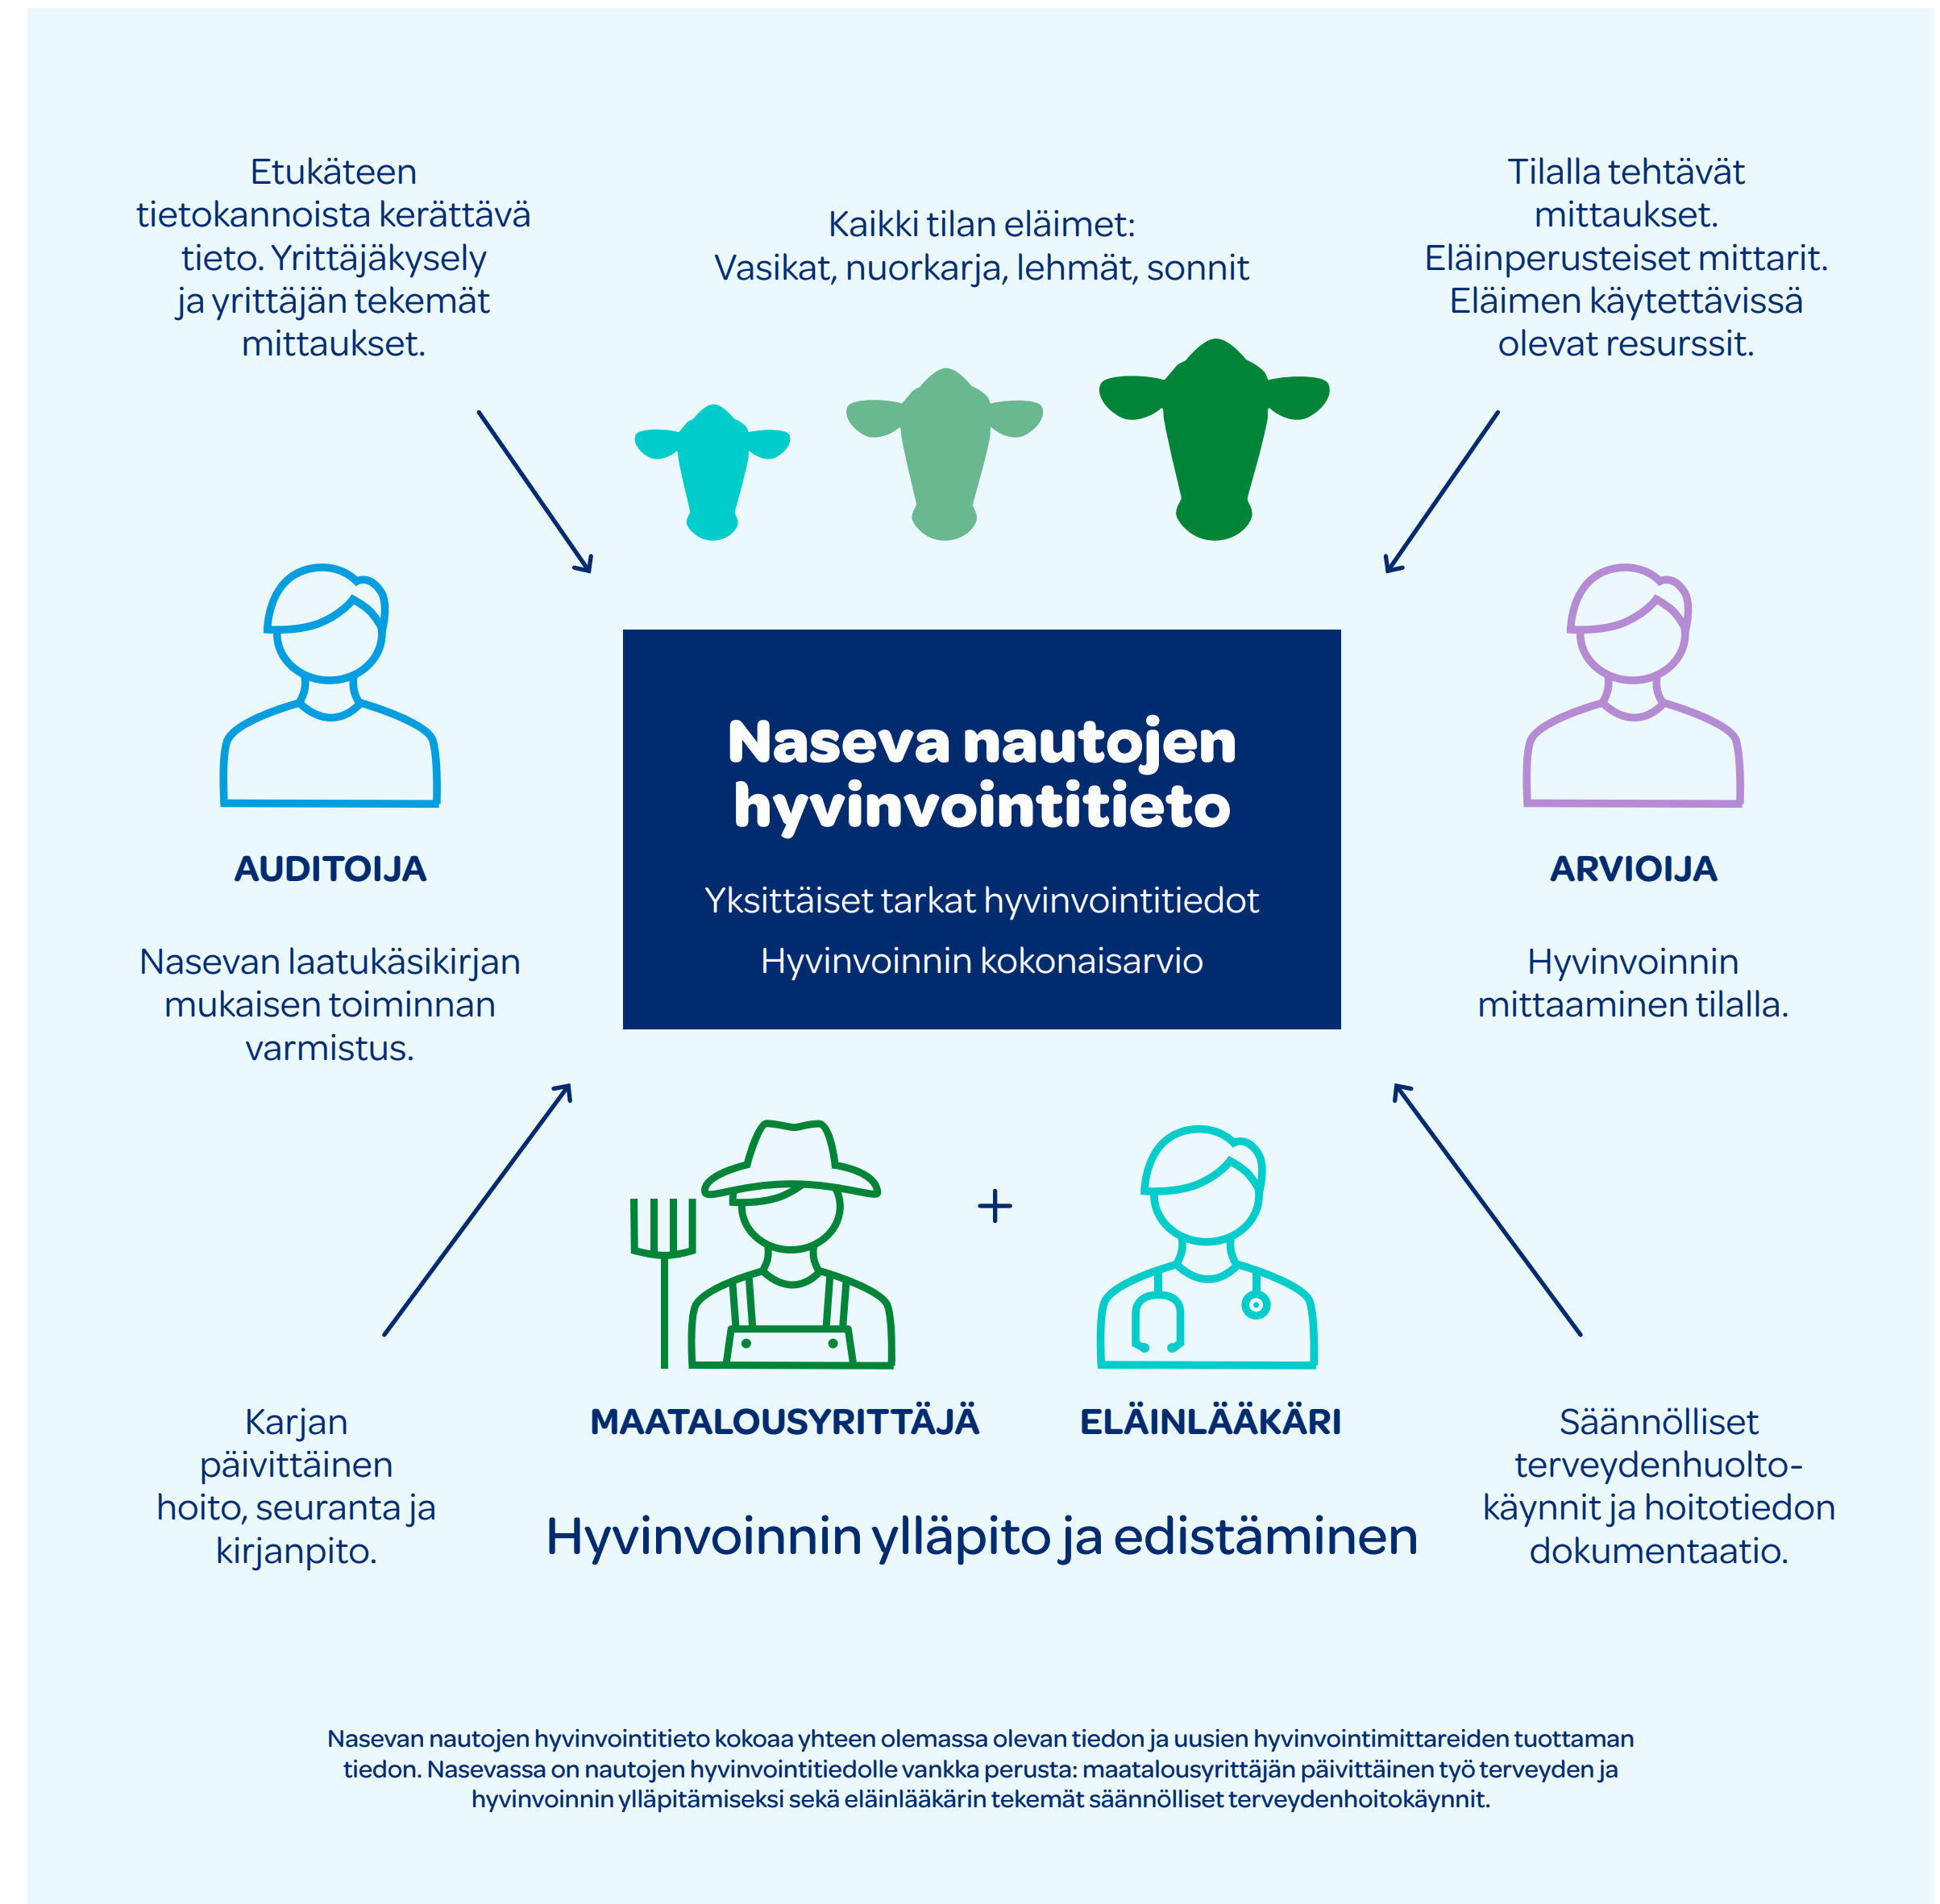 Etukäteen
tietokannoista kerättävä
tieto. Yrittäjäkysely
ja yrittäjän tekemät
mittaukset.
Kaikki tilan eläimet:
Vasikat, nuorkarja, lehmät, sonnit
Tilalla tehtävät
mittaukset.
Eläinperusteiset mittarit.
Eläimen käytettävissä
olevat resurssit.
AUDITOIJA
Nasevan laatukäsikirjan
mukaisen toiminnan
varmistus.
Naseva nautojen
hyvinvointitieto
Yksittäiset tarkat hyvinvointitiedot
Hyvinvoinnin kokonaisarvio
ARVIOIJA
Hyvinvoinnin
mittaaminen tilalla.
Karjan
päivittäinen
hoito, seuranta ja
kirjanpito.
+
MAATALOUSYRITTÄJÄ
ELÄINLÄÄKÄRI
Hyvinvoinnin ylläpito ja edistäminen
Säännölliset
terveydenhuolto-
käynnit ja hoitotiedon
dokumentaatio.
Nasevan nautojen hyvinvointitieto kokoaa yhteen olemassa olevan tiedon ja uusien hyvinvointimittareiden tuottaman
tiedon. Nasevassa on nautojen hyvinvointitiedolle vankka perusta: maatalousyrittäjän päivittäinen työ terveyden ja
hyvinvoinnin ylläpitämiseksi sekä eläinlääkärin tekemät säännölliset terveydenhoitokäynnit.